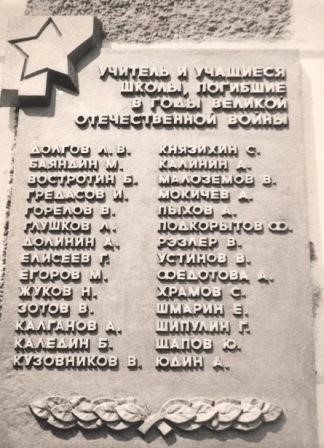 УЧИТЕЛЬ И УЧАЩИЕСЯ
ШКОЛЫ, ПОГИБШИЕ
В ГОДЫ ВЕЛИКОЙ
ОТЕЧЕСТВЕННОЙ ВОЙНЫ
ДОЛГОВ Л.В.
БАЯНДИН М.
ВОСТРОТИН Б.
ГРЕДАСОВ И.
ГОРЕЛОВ В.
ГЛУШКОВ Л.
ДОЛИНИН А.
ЕЛИСЕЕВ Г.
ЕГОРОВ М.
ЖУКОВ Н.
ЗОТОВ В.
КАЛГАНОВ А.
КАЛЕДИН Б.
КУЗОВНИКОВ В.
КНЯЗИХИН С.
КАЛИНИН А.
МАЛОЗЕМОВ В.
МОКИЧЕВ А.
ПЫХОВ А.
ПОДКОРЫТОВ Ф.
РЭЗЛЕР В.
УСТИНОВ В.
ФЕДОТОВА А.
ХРАМОВ С.
ШМАРИН Е.
ШИПУЛИН Г.
ЩАПОВ Ю.
ЮДИН А.